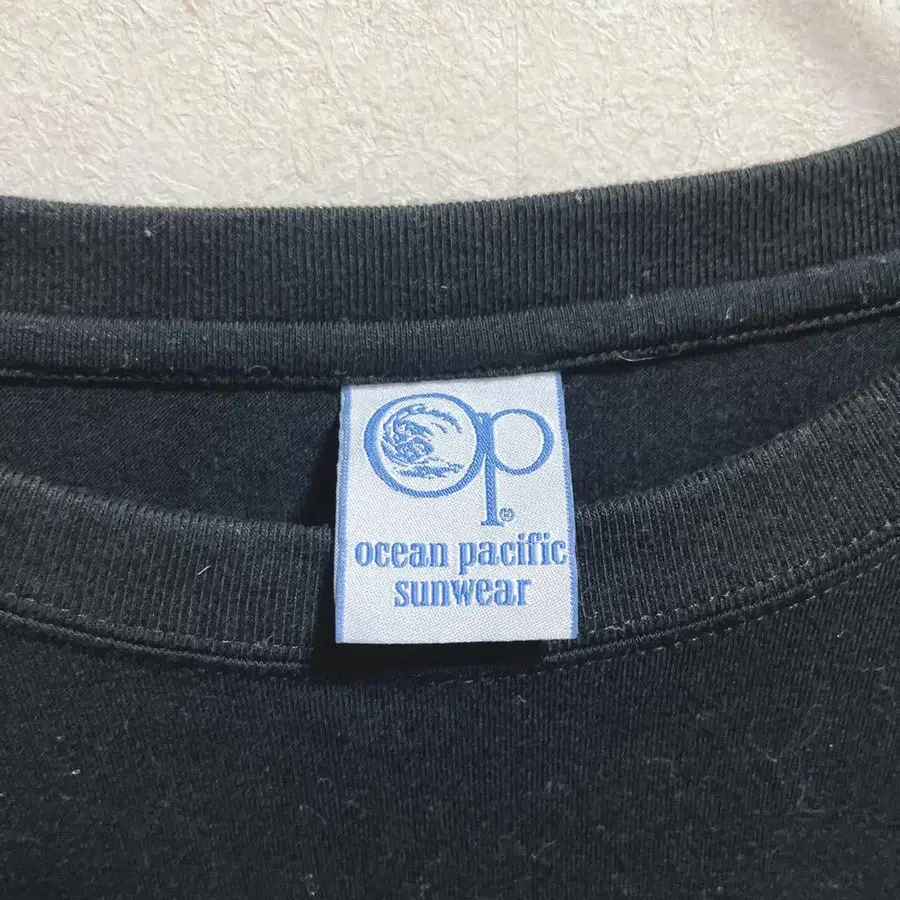 Op®
ocean pacific
sunwear